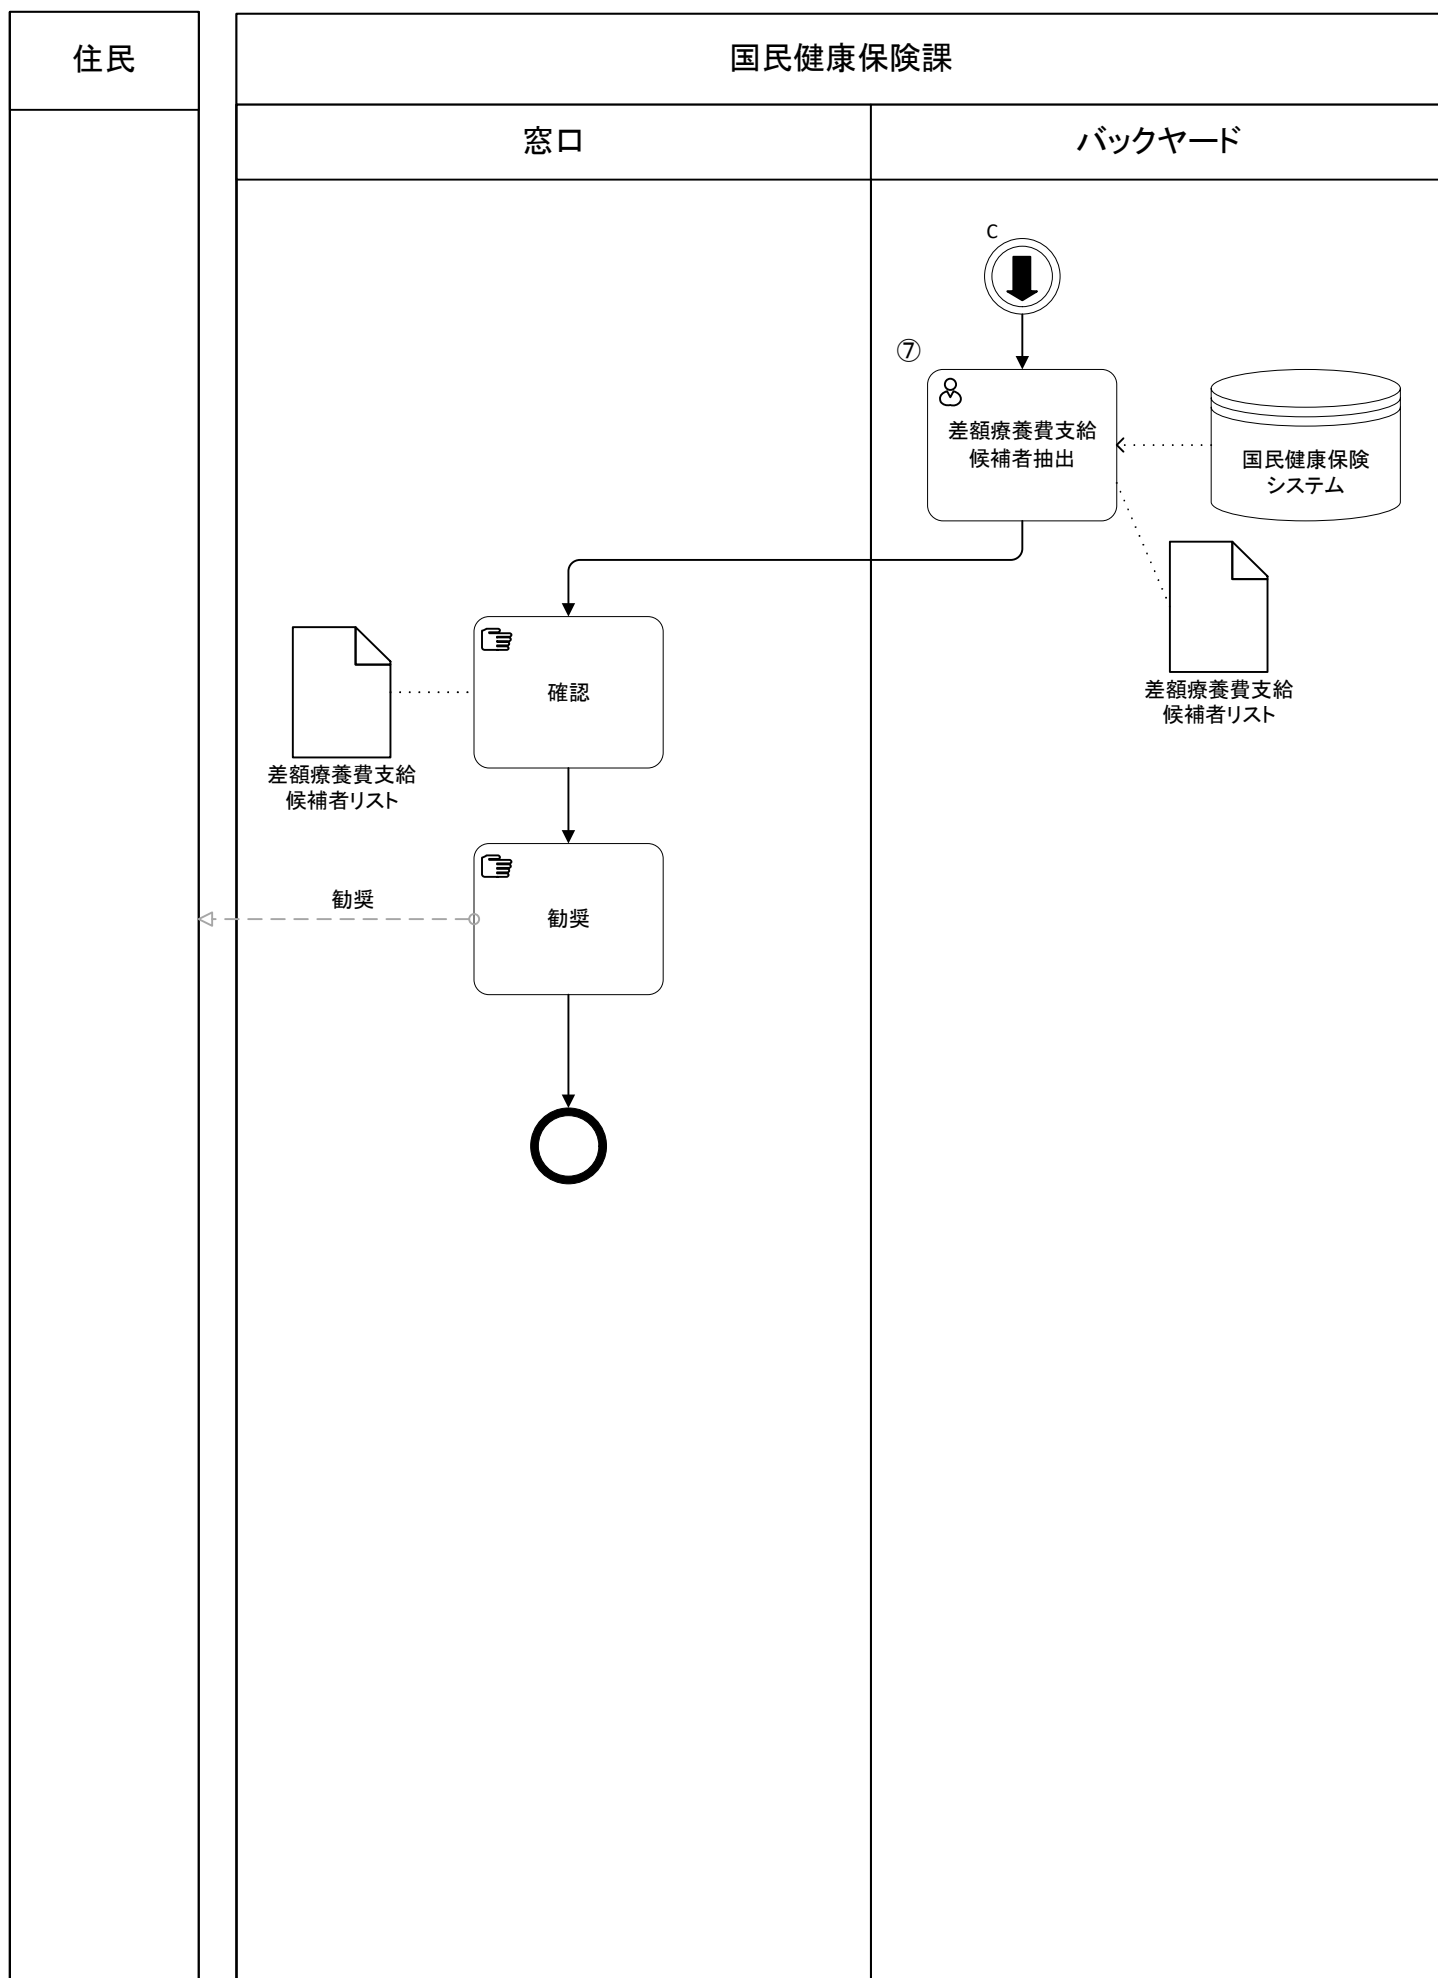 住民
国民健康保険課
窓口
バックヤード
C
⑦
差額療養費支給
候補者抽出
国民健康保険
システム
差額療養費支給
候補者リスト
確認
差額療養費支給
候補者リスト
勧奨
勧奨